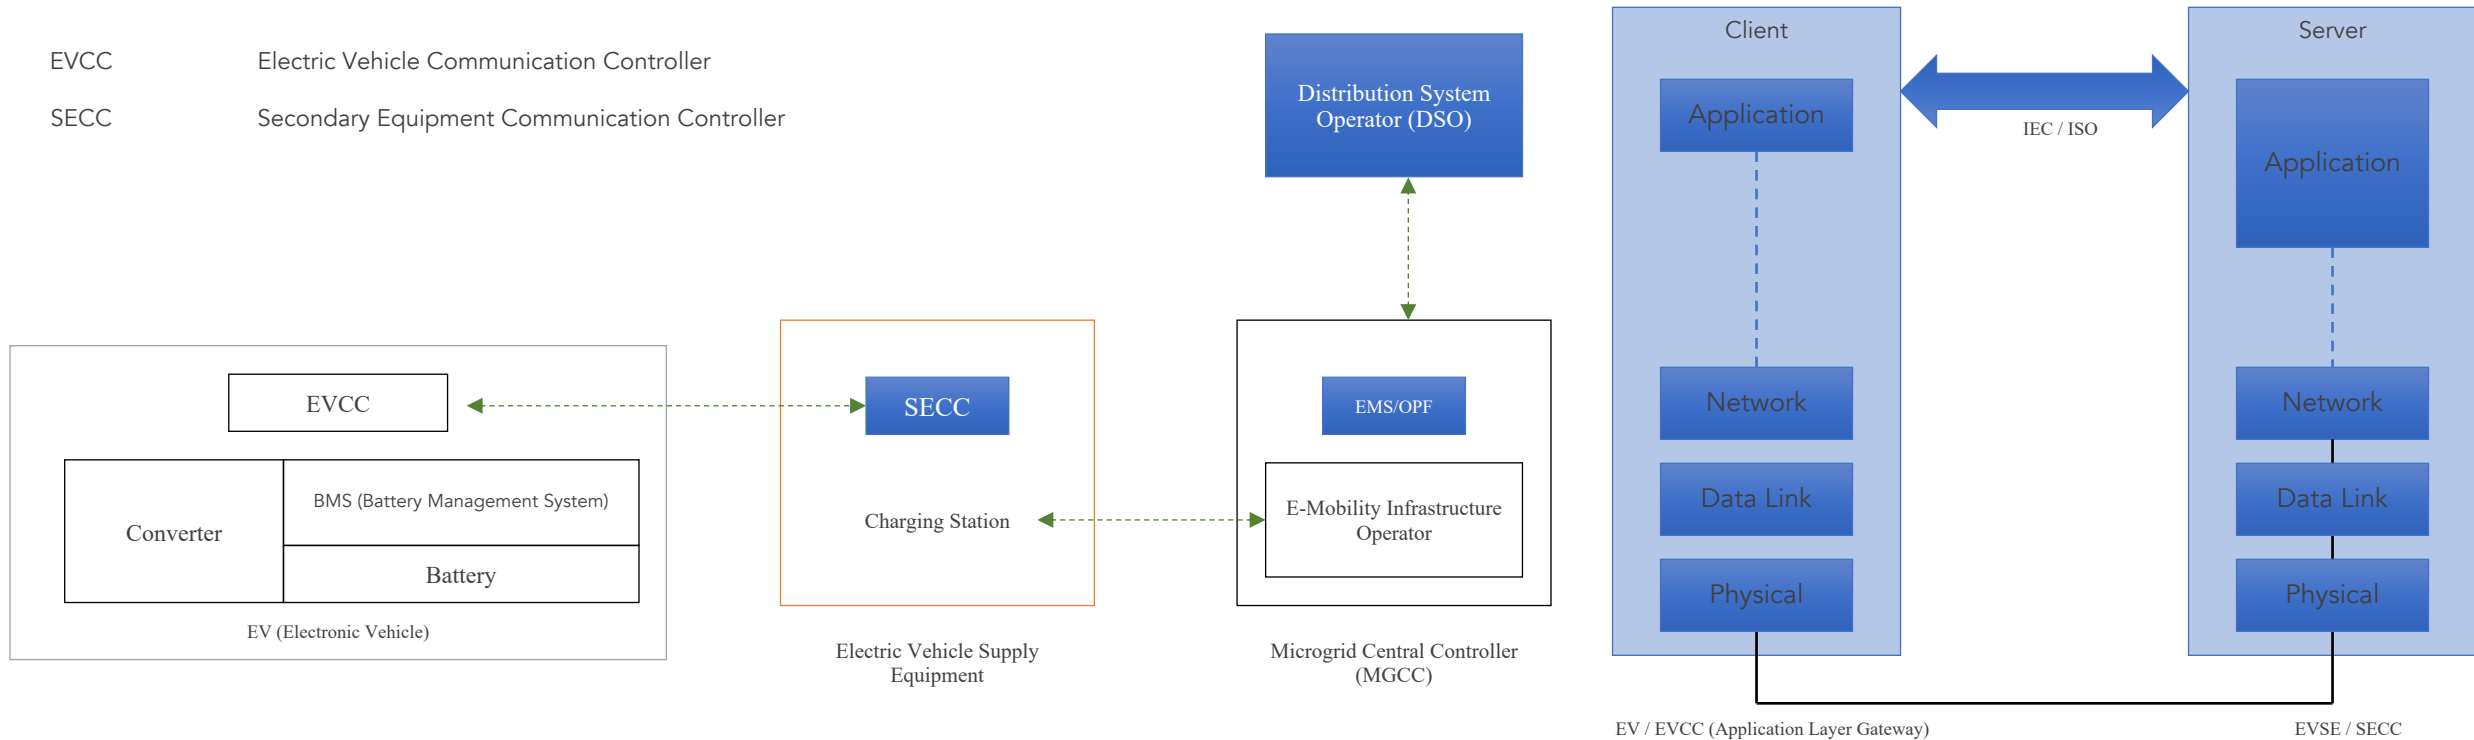 EVCC Electric Vehicle Communication Controller
SECC Secondary Equipment Communication Controller
Distribution System
Operator (DSO)
EVCC
Converter
BMS (Battery Management System)
Battery
EV (Electronic Vehicle)
SECC
Charging Station
Electric Vehicle Supply
Equipment
EMS/OPF
E-Mobility Infrastructure
Operator
Microgrid Central Controller
(MGCC)
Client
Application
Network
Data Link
Physical
EV / EVCC (Application Layer Gateway)
IEC / ISO
Server
Application
Network
Data Link
Physical
EVSE / SECC